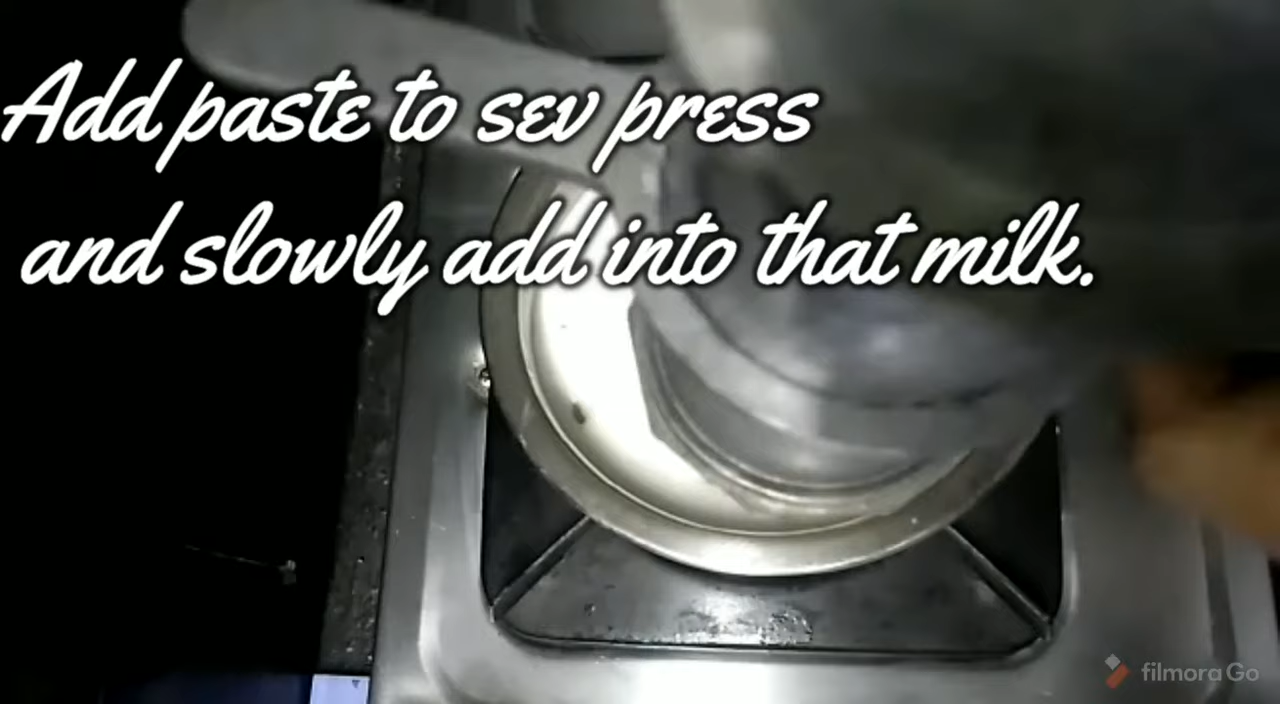 Add paste to sev press
and slowly add into that milk.
filmora Go